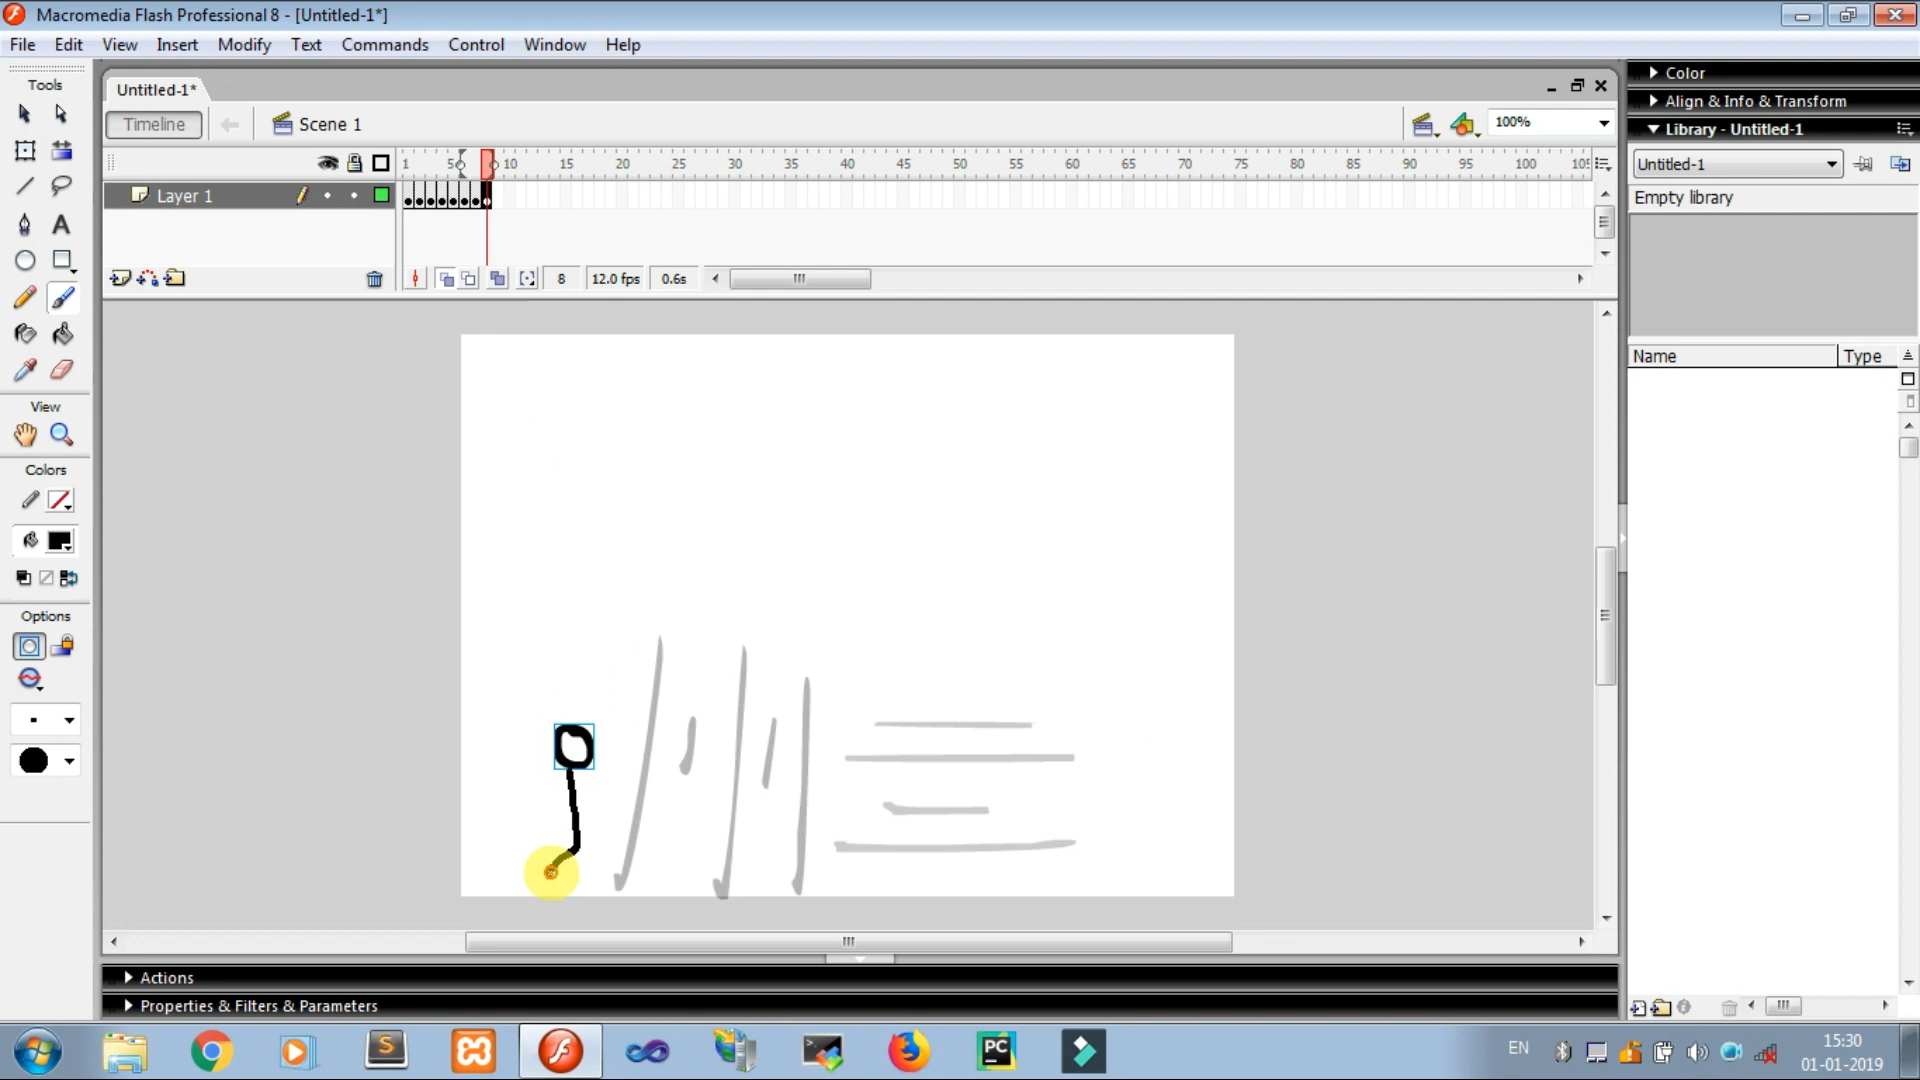 Macromedia Flash Professional 8 - [Untitled-1*]
File Edit View Insert Modify Text Commands Control Window Help
Tools
View
Colors
Options
Untitled-1*
Timeline
Scene 1
100%
1 5 10 15 20 25 30 35 40 45 50 55 60 65 70 75 80 85 90 95 100 105
Layer 1
8 12.0 fps 0.6s
Actions
Properties & Filters & Parameters
Color
Align & Info & Transform
Library - Untitled-1
Untitled-1
Empty library
Name Type
S
PC
EN
15:30
01-01-2019